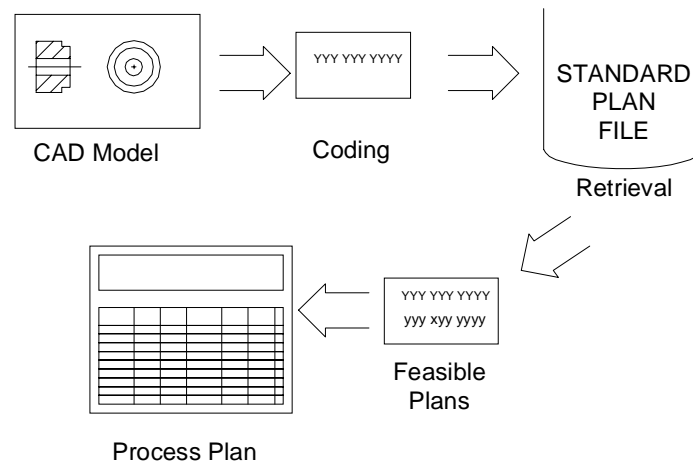 YYY YYY YYYY
CAD Model
Coding
STANDARD
PLAN
FILE
Retrieval
YYY YYY YYYY
yyy xyy yyyy
Feasible
Plans
Process Plan